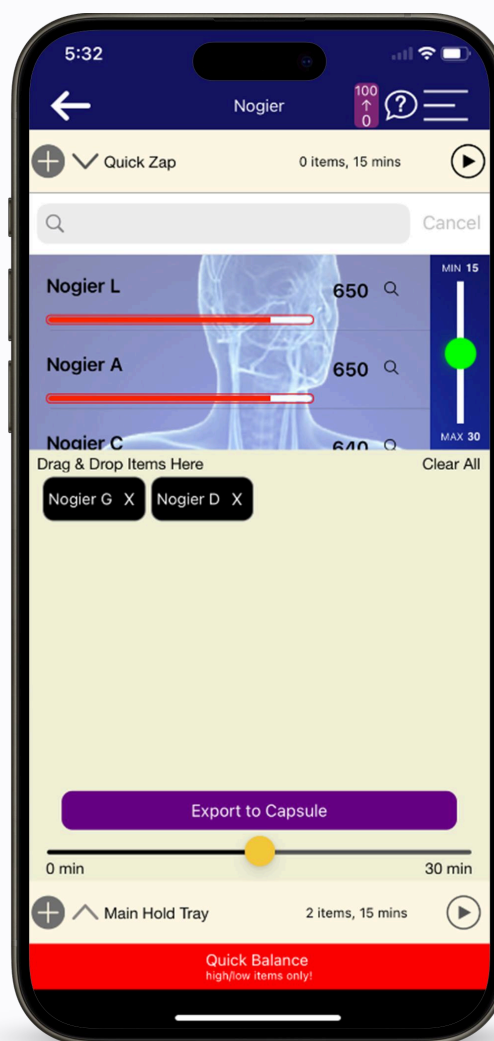 5:32
Nogier
100
↑
0
?
Quick Zap 0 items, 15 mins
Cancel
MIN 15
Nogier L 650
Nogier A 650
Nogier C 640
MAX 30
Drag & Drop Items Here Clear All
Nogier G X Nogier D X
Export to Capsule
0 min 30 min
Main Hold Tray 2 items, 15 mins
Quick Balance
high/low items only!